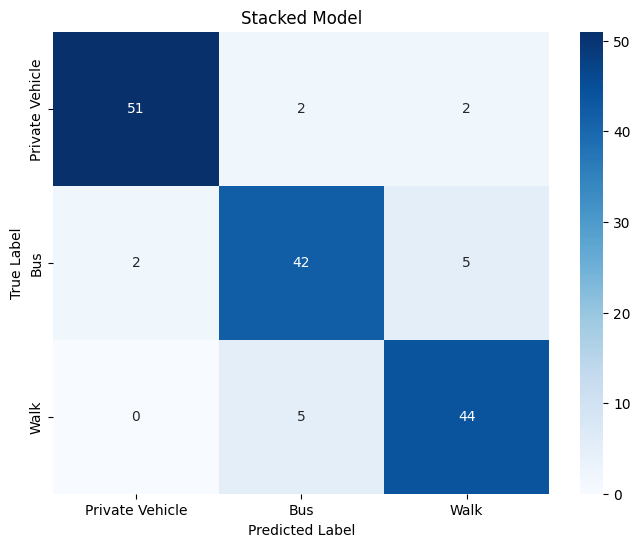 Stacked Model
True Label
Private Vehicle
51 2 2
Bus
2 42 5
Walk
0 5 44
Private Vehicle Bus Walk
Predicted Label
50
40
30
20
10
0